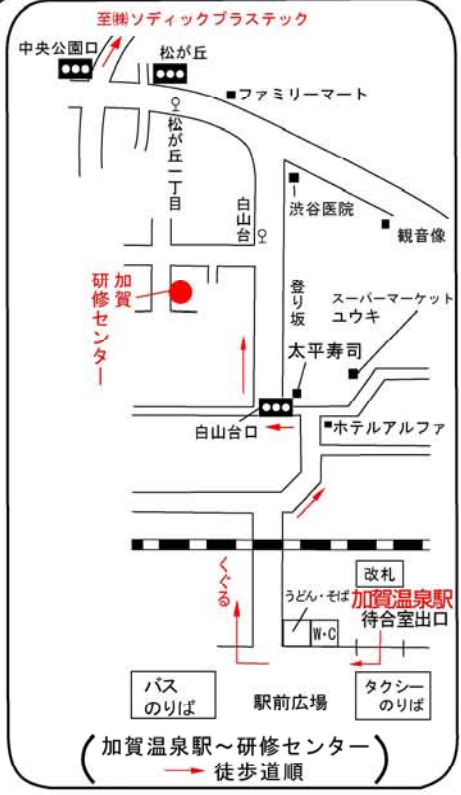 至㈱ソディックプラステック
中央公園口
松が丘
ファミリーマート
松が丘一丁目
白山台
渋谷医院
観音像
加賀
研修センター
登り坂
スーパーマーケット
ユウキ
太平寿司
白山台口
ホテルアルファ
くぐる
改札
うどん・そば
W・C
加賀温泉駅
待合室出口
バス
のりば
駅前広場
タクシー
のりば
加賀温泉駅～研修センター
→ 徒歩道順